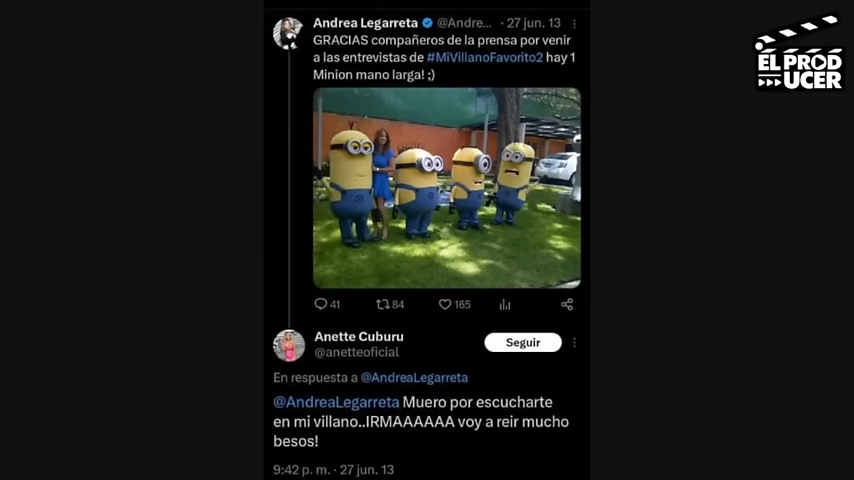 Andrea Legarreta @Andre... · 27 jun. 13
GRACIAS compañeros de la prensa por venir
a las entrevistas de #MiVillanoFavorito2 hay 1
Minion mano larga! ;)
41 84 165
Anette Cuburu
@anetteoficial
Seguir
En respuesta a @AndreaLegarreta
@AndreaLegarreta Muero por escucharte
en mi villano..IRMAAAAAA voy a reir mucho
besos!
9:42 p. m. · 27 jun. 13
EL PROD
UCER